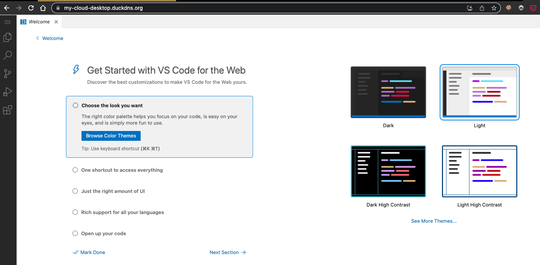 my-cloud-desktop.duckdns.org
Welcome
Welcome
Get Started with VS Code for the Web
Discover the best customizations to make VS Code for the Web yours.
Choose the look you want
The right color palette helps you focus on your code, is easy on your
eyes, and is simply more fun to use.
Browse Color Themes
Tip: Use keyboard shortcut (⌘K ⌘T)
One shortcut to access everything
Just the right amount of UI
Rich support for all your languages
Open up your code
Mark Done
Next Section
Dark
Light
Dark High Contrast
Light High Contrast
See More Themes...